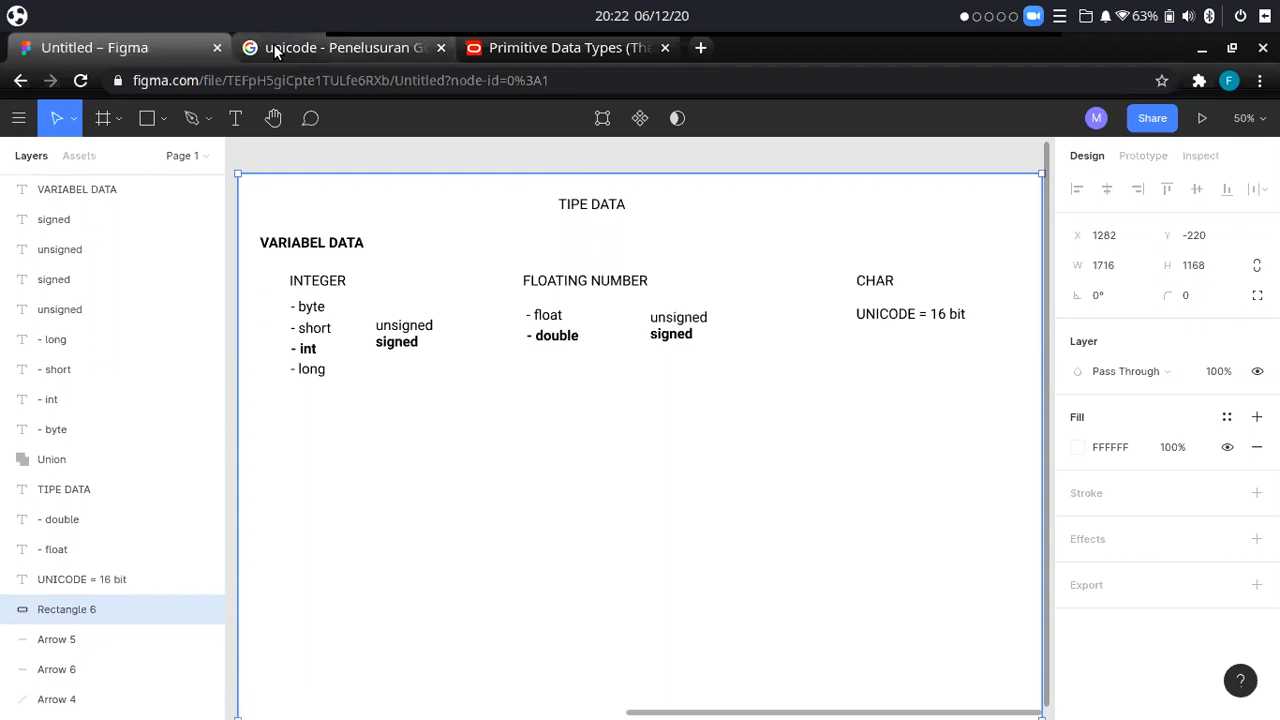 20:22 06/12/20
63%
Untitled – Figma
unicode - Penelusuran G
Primitive Data Types (The
figma.com/file/TEFpH5giCpte1TULfe6RXb/Untitled?node-id=0%3A1
F
M
Share
50%
Layers
Assets
Page 1
VARIABEL DATA
signed
unsigned
signed
unsigned
- long
- short
- int
- byte
Union
TIPE DATA
- double
- float
UNICODE = 16 bit
Rectangle 6
Arrow 5
Arrow 6
Arrow 4
TIPE DATA
VARIABEL DATA
INTEGER
- byte
- short
- int
- long
unsigned
signed
FLOATING NUMBER
- float
- double
unsigned
signed
CHAR
UNICODE = 16 bit
Design
Prototype
Inspect
X 1282
Y -220
W 1716
H 1168
0°
0
Layer
Pass Through
100%
Fill
FFFFFF
100%
Stroke
Effects
Export
?